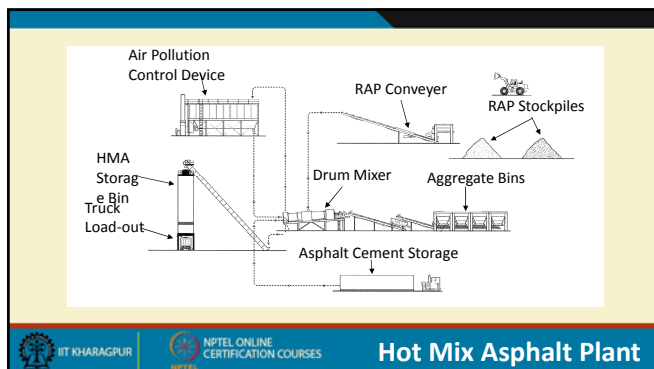 Air Pollution
Control Device
RAP Conveyer
RAP Stockpiles
HMA
Storag
e Bin
Truck
Load-out
Drum Mixer
Aggregate Bins
Asphalt Cement Storage
IIT KHARAGPUR
NPTEL ONLINE
CERTIFICATION COURSES
NPTEL
Hot Mix Asphalt Plant